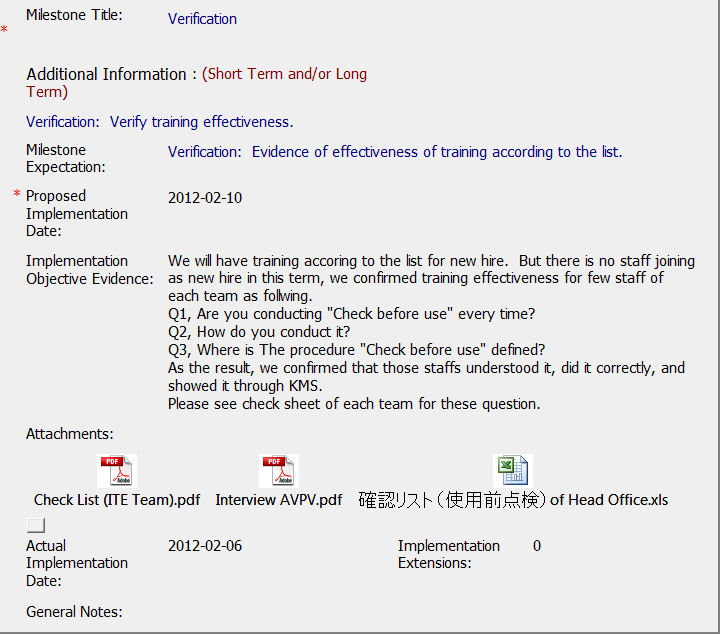 Milestone Title: Verification
*
Additional Information : (Short Term and/or Long
Term)
Verification: Verify training effectiveness.
Milestone
Expectation:
Verification: Evidence of effectiveness of training according to the list.
* Proposed
Implementation
Date:
2012-02-10
Implementation
Objective Evidence:
We will have training accoring to the list for new hire. But there is no staff joining
as new hire in this term, we confirmed training effectiveness for few staff of
each team as follwing.
Q1, Are you conducting "Check before use" every time?
Q2, How do you conduct it?
Q3, Where is The procedure "Check before use" defined?
As the result, we confirmed that those staffs understood it, did it correctly, and
showed it through KMS.
Please see check sheet of each team for these question.
Attachments:
PDF Adobe PDF Adobe
Check List (ITE Team).pdf Interview AVPV.pdf 確認リスト（使用前点検）of Head Office.xls
Actual
Implementation
Date:
2012-02-06
Implementation
Extensions:
0
General Notes: